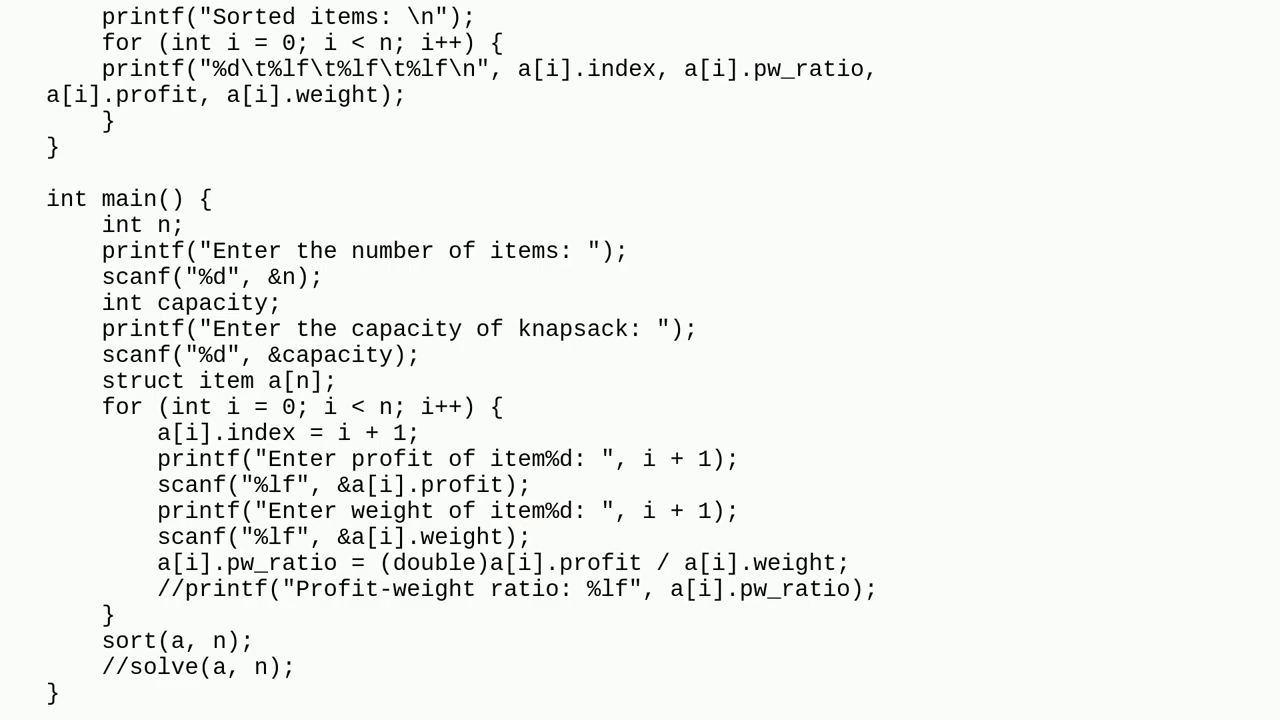 printf("Sorted items: \n");
for (int i = 0; i < n; i++) {
printf("%d\t%lf\t%lf\t%lf\n", a[i].index, a[i].pw_ratio,
a[i].profit, a[i].weight);
}
}
int main() {
int n;
printf("Enter the number of items: ");
scanf("%d", &n);
int capacity;
printf("Enter the capacity of knapsack: ");
scanf("%d", &capacity);
struct item a[n];
for (int i = 0; i < n; i++) {
a[i].index = i + 1;
printf("Enter profit of item%d: ", i + 1);
scanf("%lf", &a[i].profit);
printf("Enter weight of item%d: ", i + 1);
scanf("%lf", &a[i].weight);
a[i].pw_ratio = (double)a[i].profit / a[i].weight;
//printf("Profit-weight ratio: %lf", a[i].pw_ratio);
}
sort(a, n);
//solve(a, n);
}